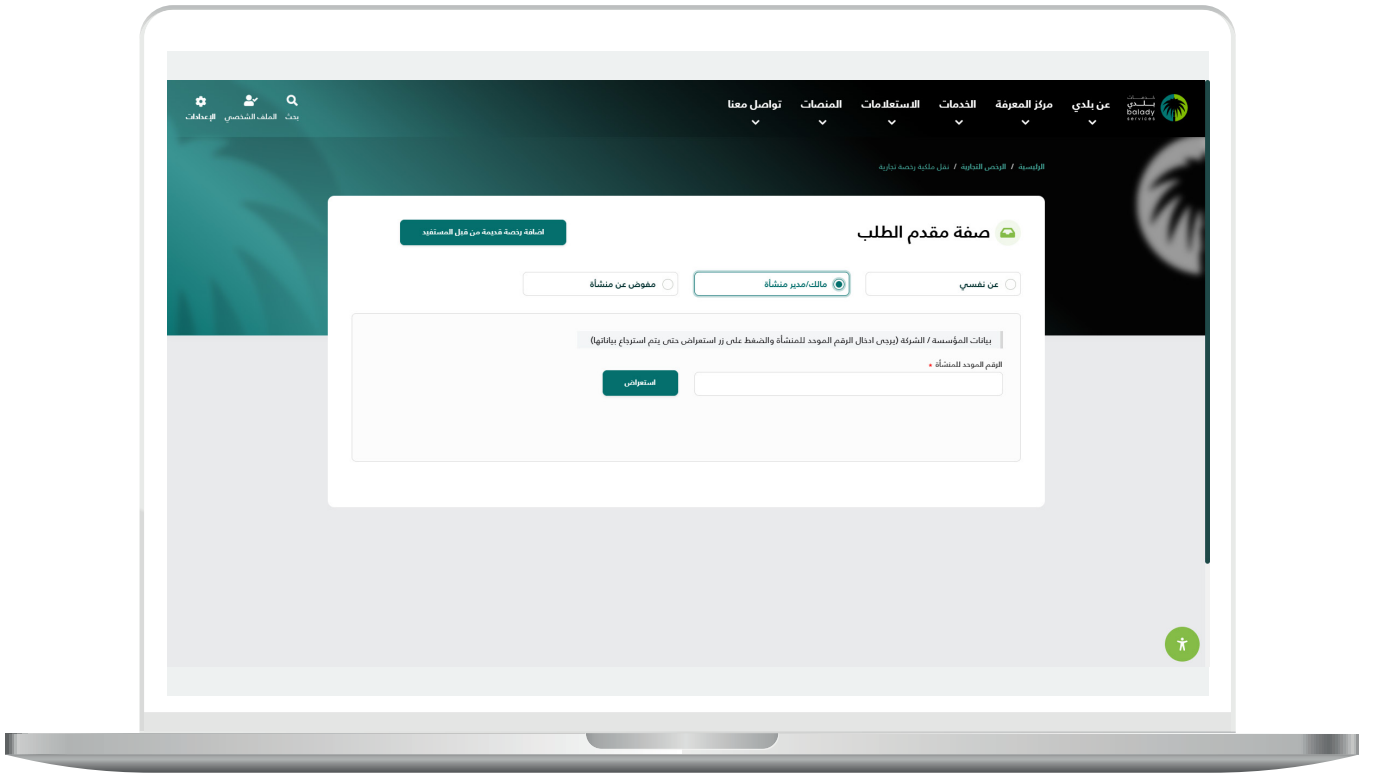 خدمات
بلدي
balady
services
عن بلدي
مركز المعرفة
الخدمات
الاستعلامات
المنصات
تواصل معنا
بحث
الملف الشخصي
الإعدادات
الرئيسية / الرخص التجارية / نقل ملكية رخصة تجارية
صفة مقدم الطلب
اضافة رخصة قديمة من قبل المستفيد
عن نفسي
مالك/مدير منشأة
مفوض عن منشأة
بيانات المؤسسة / الشركة (يرجى ادخال الرقم الموحد للمنشأة والضغط على زر استعراض حتى يتم استرجاع بياناتها)
الرقم الموحد للمنشأة *
استعراض